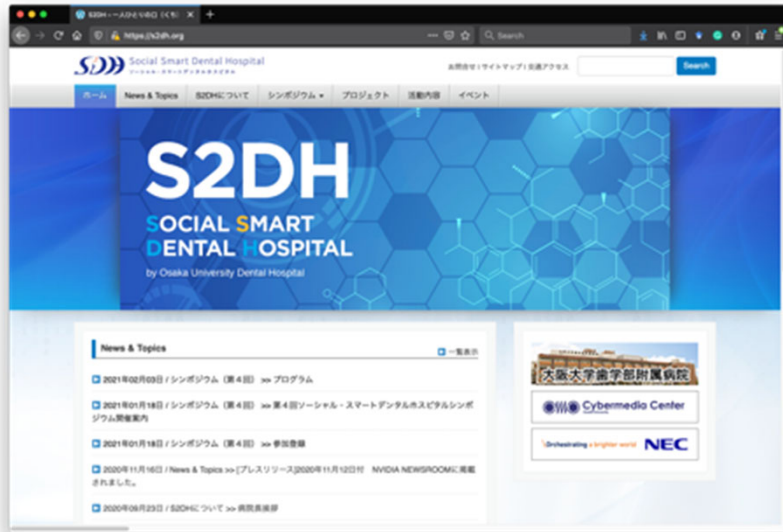 S2DH - 一人ひとりの口（くち）
https://s2dh.org
Search
S2DH Social Smart Dental Hospital
ソーシャル・スマートデンタルホスピタル
お問合せ | サイトマップ | 交通アクセス
Search
ホーム News & Topics S2DHについて シンポジウム プロジェクト 活動内容 イベント
S2DH
SOCIAL SMART
DENTAL HOSPITAL
by Osaka University Dental Hospital
News & Topics
一覧表示
2021年02月03日 / シンポジウム（第４回） >> プログラム
2021年01月18日 / シンポジウム（第４回） >> 第４回ソーシャル・スマートデンタルホスピタルシンポ
ジウム開催案内
2021年01月18日 / シンポジウム（第４回） >> 参加登録
2020年11月16日 / News & Topics >> [プレスリリース]2020年11月12日付 NVIDIA NEWSROOMに掲載
されました。
2020年09月23日 / S2DHについて >> 病院長挨拶
大阪大学歯学部附属病院
Cybermedia Center
Orchestrating a brighter world NEC